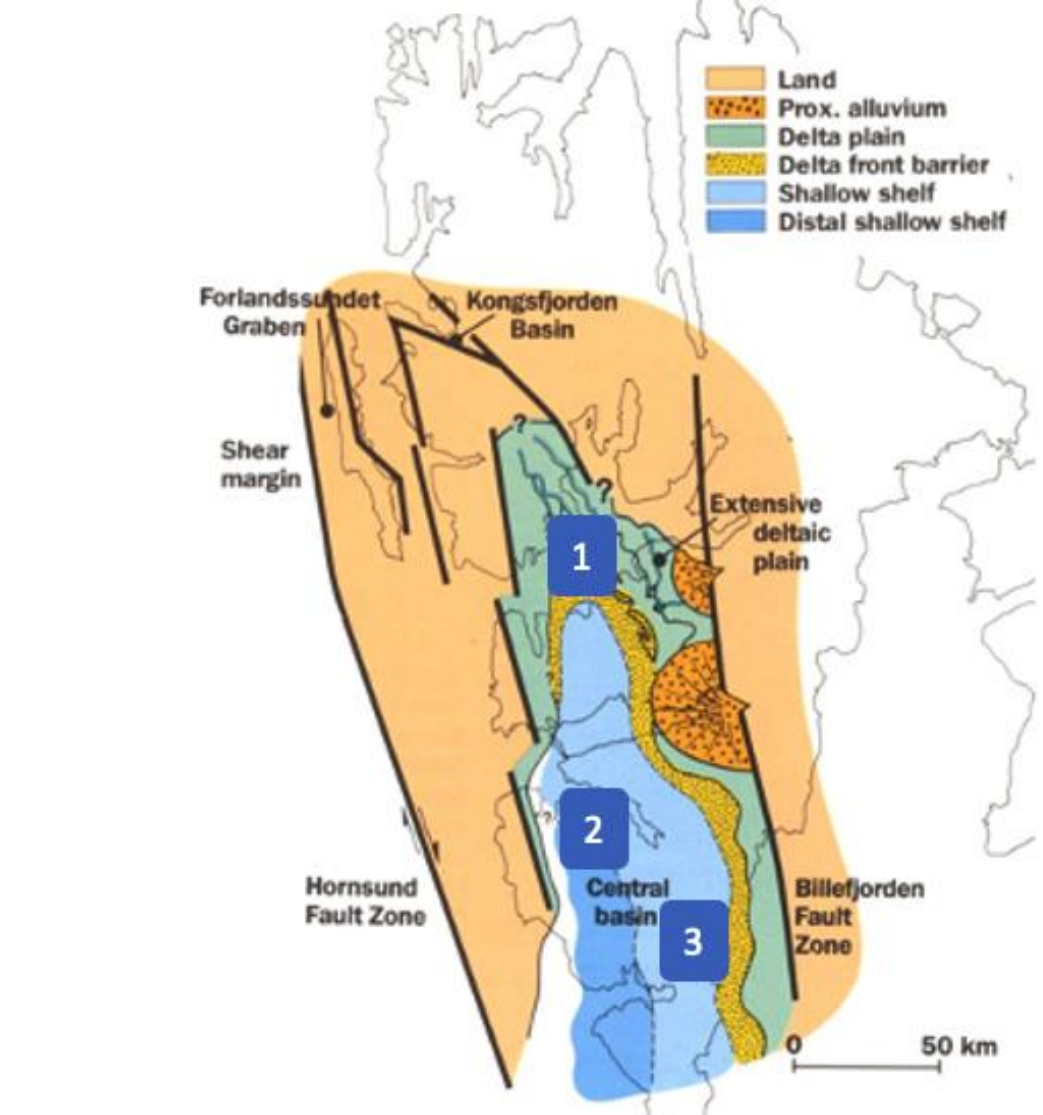 Land
Prox. alluvium
Delta plain
Delta front barrier
Shallow shelf
Distal shallow shelf
Forlandssundet
Graben
Kongsfjorden
Basin
?
Shear
margin
?
Extensive
deltaic
plain
1
2
?
Central
basin
Hornsund
Fault Zone
Billefjorden
Fault
Zone
3
0 50 km